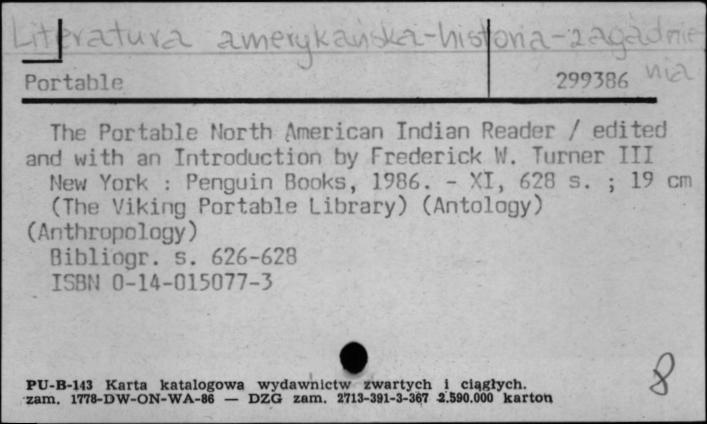 Literatura amerykańska-historia-zagadnie
nia
Portable 299386
The Portable North American Indian Reader / edited
and with an Introduction by Frederick W. Turner III
New York : Penguin Books, 1986. - XI, 628 s. ; 19 cm
(The Viking Portable Library) (Antology)
(Anthropology)
Bibliogr. s. 626-628
ISBN 0-14-015077-3
8
PU-B-143 Karta katalogowa wydawnictw zwartych i ciągłych.
zam. 1778-DW-ON-WA-86 — DZG zam. 2713-391-3-367 2.590.000 karton